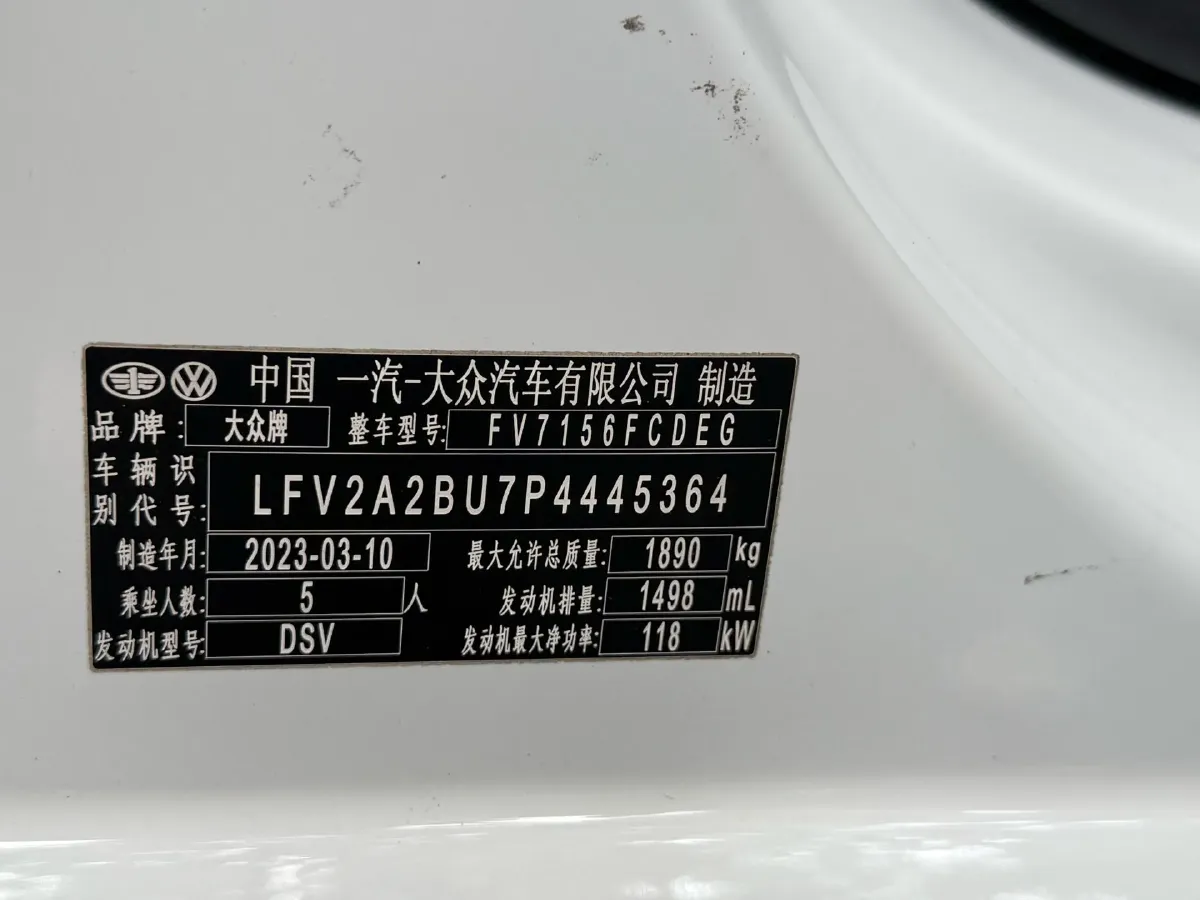 中国 一汽-大众汽车有限公司 制造
品牌: 大众牌 整车型号: FV7156FCDEG
车辆识
别代号: LFV2A2BU7P4445364
制造年月: 2023-03-10 最大允许总质量: 1890 kg
乘坐人数: 5 人 发动机排量: 1498 mL
发动机型号: DSV 发动机最大净功率: 118 kW